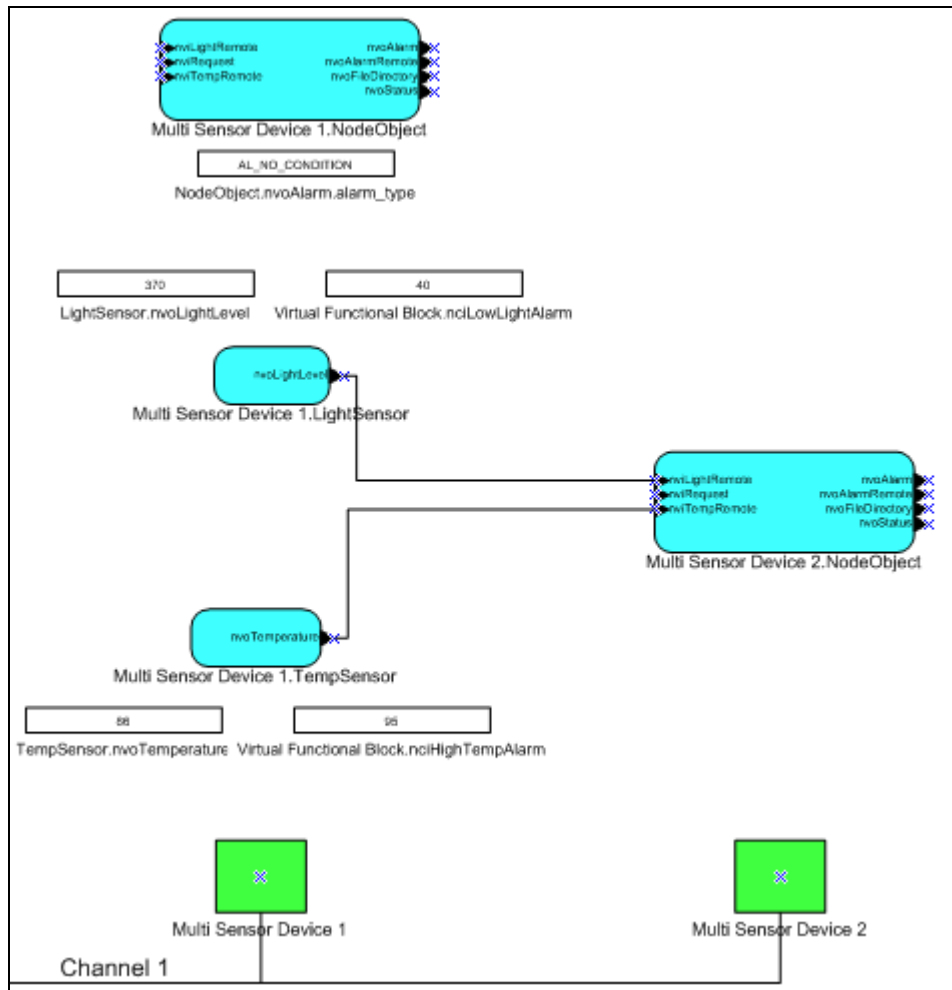 nviLightRemote nvoAlarm
nviRequest nvoAlarmRemote
nviTempRemote nvoFileDirectory
nvoStatus
Multi Sensor Device 1.NodeObject
AL_NO_CONDITION
NodeObject.nvoAlarm.alarm_type
370 40
LightSensor.nvoLightLevel Virtual Functional Block.nciLowLightAlarm
nvoLightLevel
Multi Sensor Device 1.LightSensor
nviLightRemote nvoAlarm
nviRequest nvoAlarmRemote
nviTempRemote nvoFileDirectory
nvoStatus
Multi Sensor Device 2.NodeObject
nvoTemperature
Multi Sensor Device 1.TempSensor
95
TempSensor.nvoTemperature Virtual Functional Block.nciHighTempAlarm
Multi Sensor Device 1 Multi Sensor Device 2
Channel 1